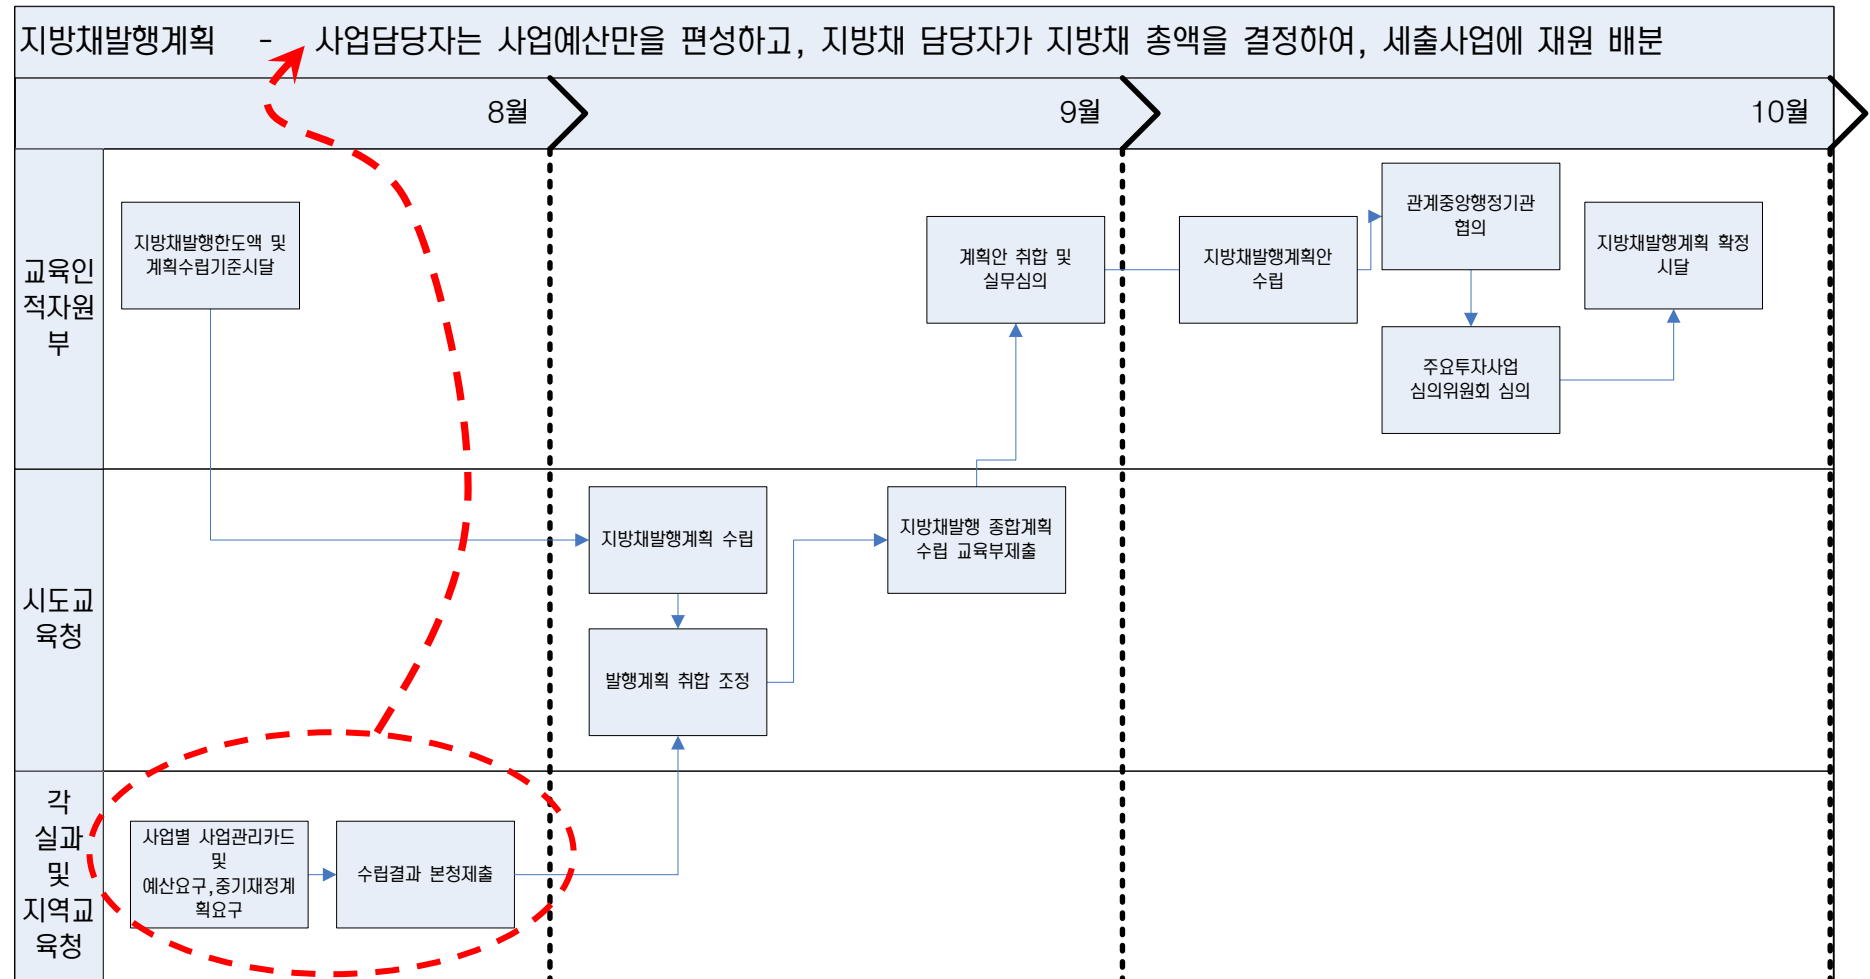 지방채발행계획 - 사업담당자는 사업예산만을 편성하고, 지방채 담당자가 지방채 총액을 결정하여, 세출사업에 재원 배분
8월
9월
10월
교육인
적자원
부
지방채발행한도액 및
계획수립기준시달
계획안 취합 및
실무심의
지방채발행계획안
수립
관계중앙행정기관
협의
주요투자사업
심의위원회 심의
지방채발행계획 확정
시달
시도교
육청
지방채발행계획 수립
발행계획 취합 조정
지방채발행 종합계획
수립 교육부제출
각
실과
및
지역교
육청
사업별 사업관리카드
및
예산요구,중기재정계
획요구
수립결과 본청제출